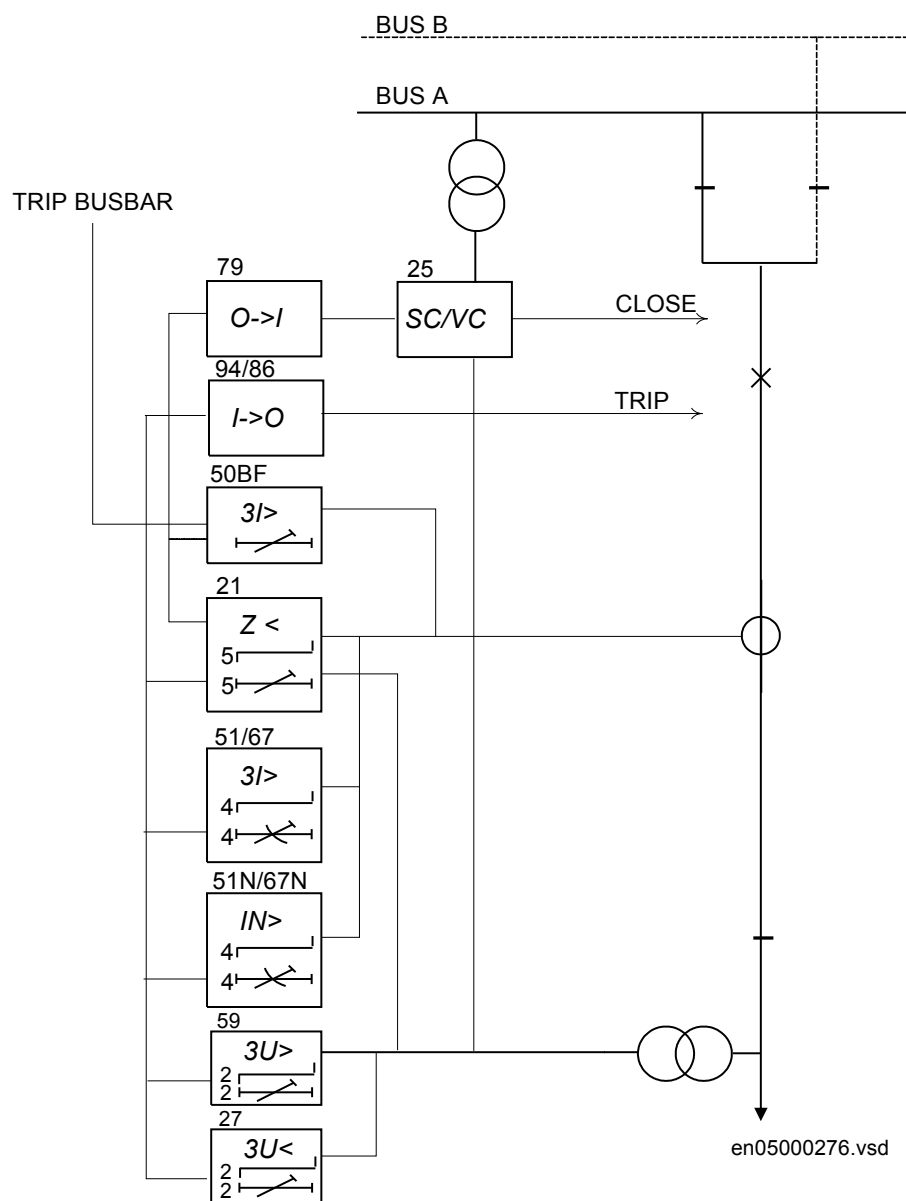 BUS B
BUS A
TRIP BUSBAR
79
O->I
25
SC/VC
CLOSE
94/86
I->O
TRIP
50BF
3I>
21
Z <
5
5
51/67
3I>
4
4
51N/67N
IN>
4
4
59
3U>
2
2
27
3U<
2
2
en05000276.vsd